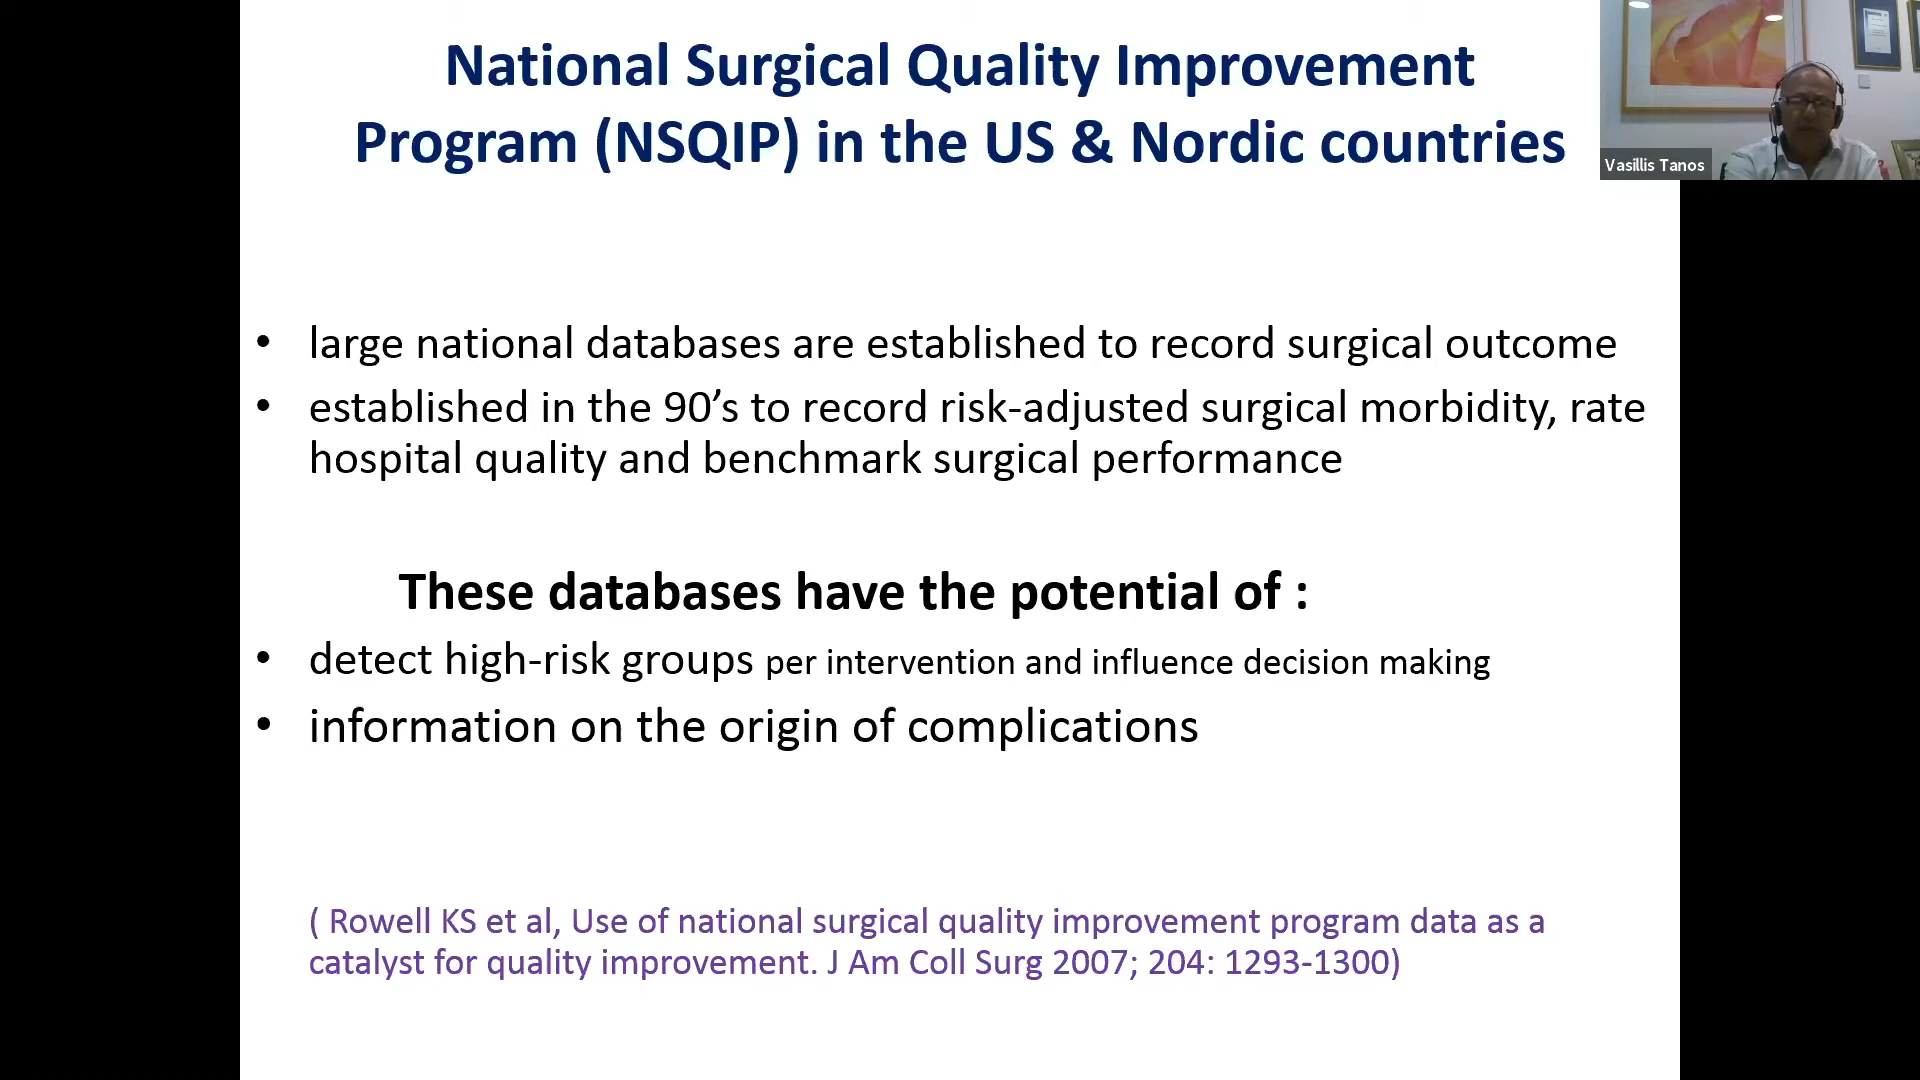 National Surgical Quality Improvement
Program (NSQIP) in the US & Nordic countries
Vasillis Tanos
• large national databases are established to record surgical outcome
• established in the 90’s to record risk-adjusted surgical morbidity, rate
hospital quality and benchmark surgical performance
These databases have the potential of :
• detect high-risk groups per intervention and influence decision making
• information on the origin of complications
( Rowell KS et al, Use of national surgical quality improvement program data as a
catalyst for quality improvement. J Am Coll Surg 2007; 204: 1293-1300)